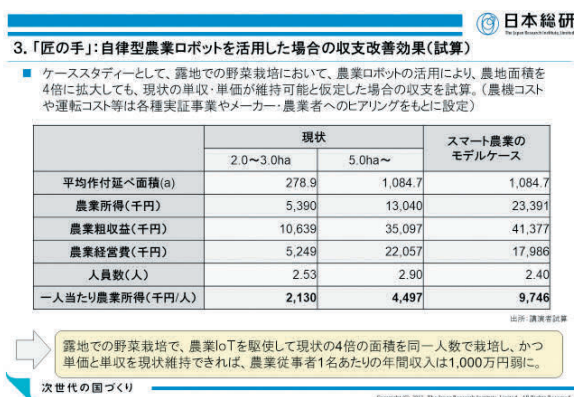 日本総研
The Japan Research Institute, Limited
3. 「匠の手」：自律型農業ロボットを活用した場合の収支改善効果（試算）
■ ケーススタディーとして、露地での野菜栽培において、農業ロボットの活用により、農地面積を
4倍に拡大しても、現状の単収・単価が維持可能と仮定した場合の収支を試算。（農機コスト
や運転コスト等は各種実証事業やメーカー・農業者へのヒアリングをもとに設定）
現状 スマート農業の
2.0～3.0ha 5.0ha～ モデルケース
平均作付延べ面積(a) 278.9 1,084.7 1,084.7
農業所得（千円） 5,390 13,040 23,391
農業粗収益（千円） 10,639 35,097 41,377
農業経営費（千円） 5,249 22,057 17,986
人員数（人） 2.53 2.90 2.40
一人当たり農業所得（千円/人） 2,130 4,497 9,746
出所：講演者試算
露地での野菜栽培で、農業IoTを駆使して現状の4倍の面積を同一人数で栽培し、かつ
単価と単収を現状維持できれば、農業従事者1名あたりの年間収入は1,000万円弱に。
次世代の国づくり